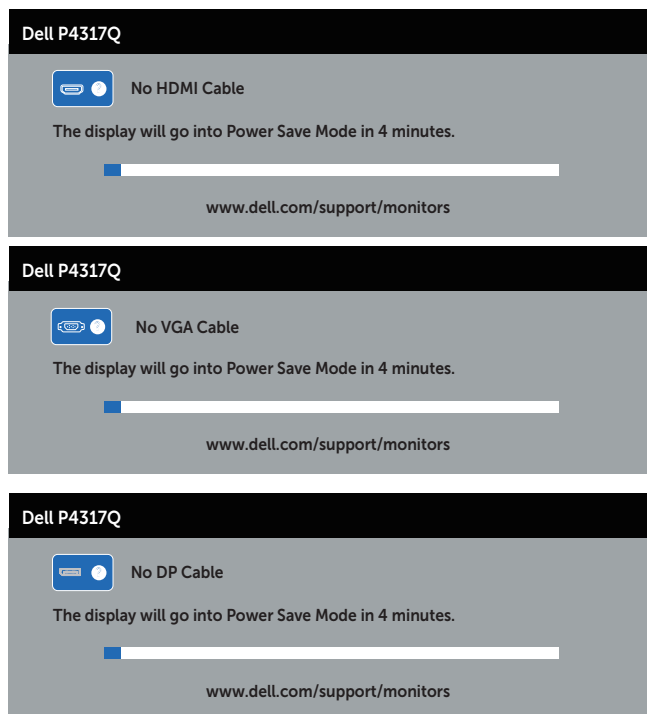 Dell P4317Q
? No HDMI Cable
The display will go into Power Save Mode in 4 minutes.
www.dell.com/support/monitors
Dell P4317Q
? No VGA Cable
The display will go into Power Save Mode in 4 minutes.
www.dell.com/support/monitors
Dell P4317Q
? No DP Cable
The display will go into Power Save Mode in 4 minutes.
www.dell.com/support/monitors